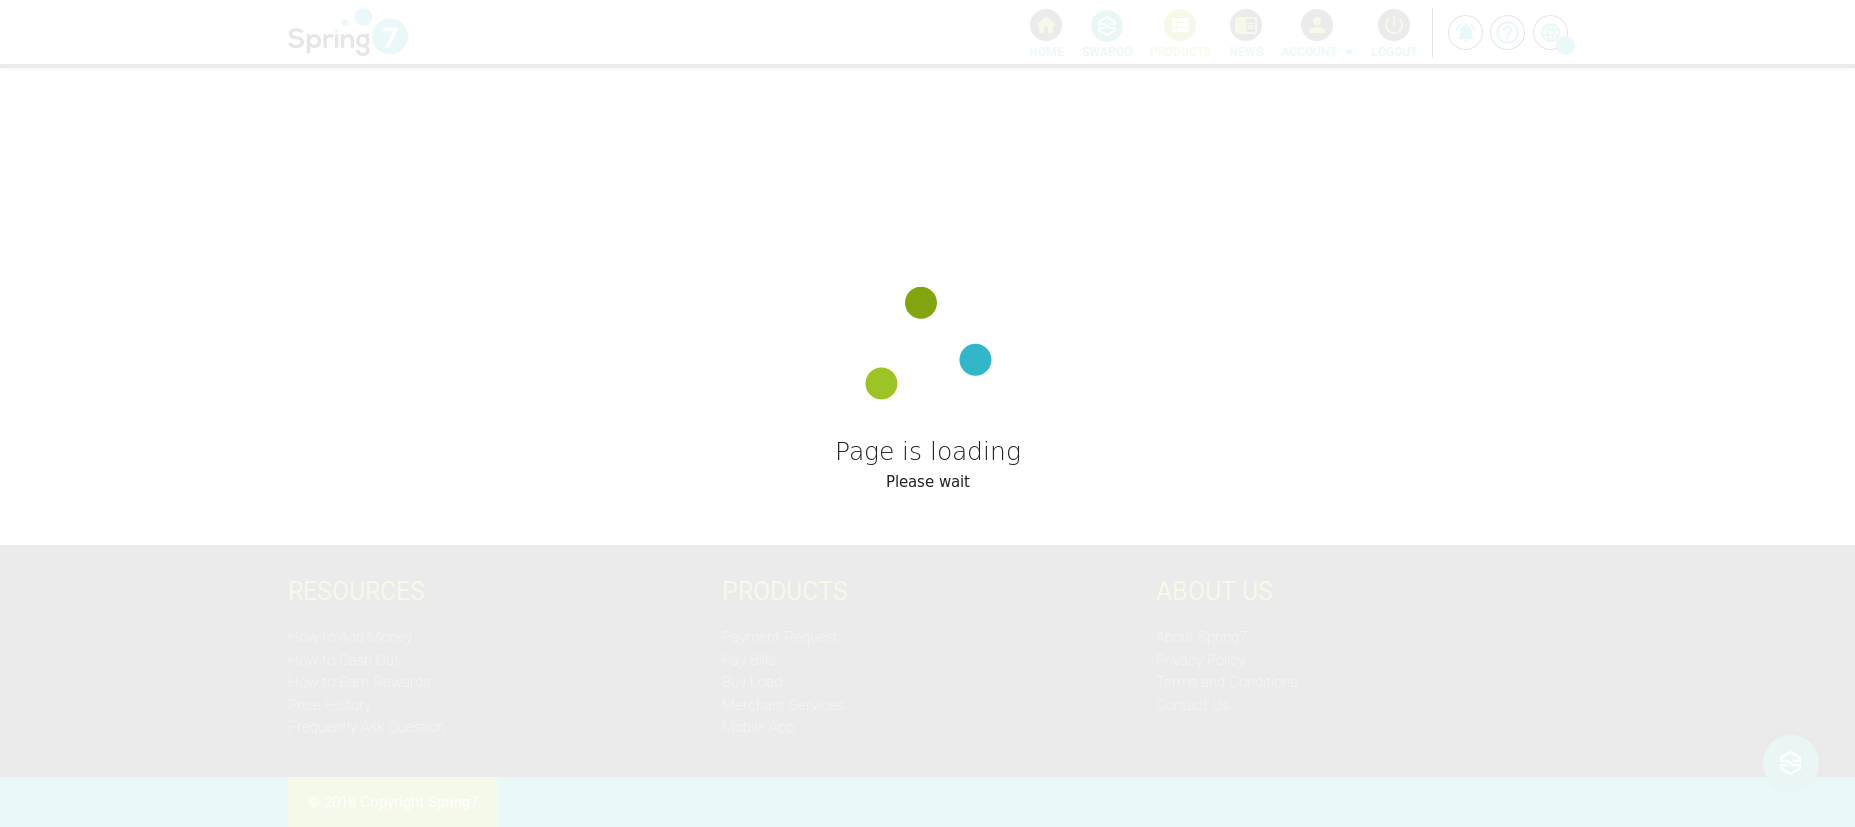 Spring7
HOME SWAPOO PRODUCTS NEWS ACCOUNT LOGOUT
Page is loading
Please wait
RESOURCES
How to Add Money
How to Cash Out
How to Earn Rewards
Price History
Frequently Ask Question
PRODUCTS
Payment Request
Pay Bills
Buy Load
Merchant Services
Mobile App
ABOUT US
About Spring7
Privacy Policy
Terms and Conditions
Contact Us
© 2018 Copyright Spring7